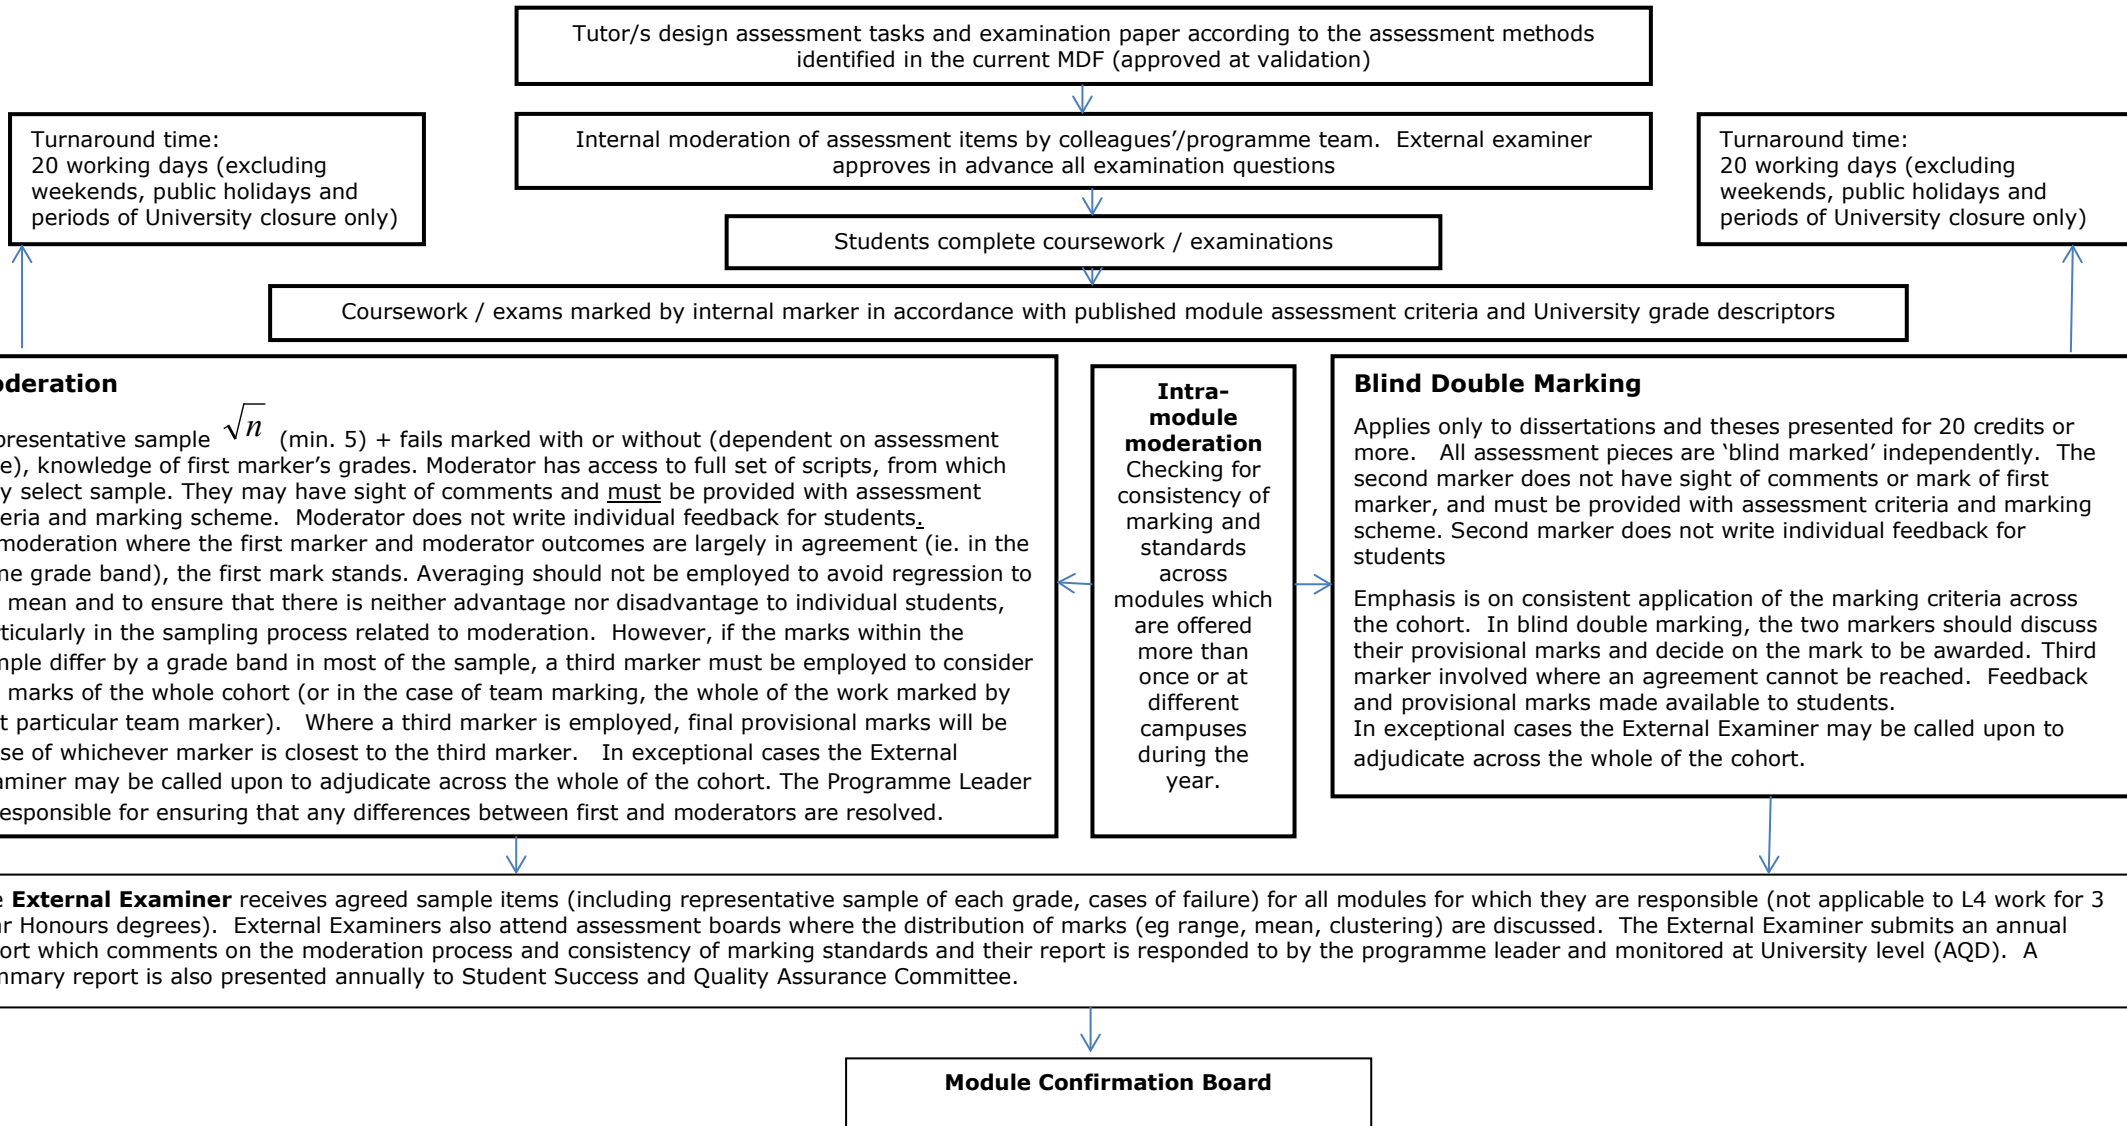 Tutor/s design assessment tasks and examination paper according to the assessment methods
identified in the current MDF (approved at validation)
Turnaround time:
20 working days (excluding
weekends, public holidays and
periods of University closure only)
Internal moderation of assessment items by colleagues’/programme team.  External examiner
approves in advance all examination questions
Turnaround time:
20 working days (excluding
weekends, public holidays and
periods of University closure only)
Students complete coursework / examinations
Coursework / exams marked by internal marker in accordance with published module assessment criteria and University grade descriptors
oderation
presentative sample √n (min. 5) + fails marked with or without (dependent on assessment
e), knowledge of first marker’s grades. Moderator has access to full set of scripts, from which
y select sample. They may have sight of comments and must be provided with assessment
eria and marking scheme.  Moderator does not write individual feedback for students.
moderation where the first marker and moderator outcomes are largely in agreement (ie. in the
me grade band), the first mark stands. Averaging should not be employed to avoid regression to
mean and to ensure that there is neither advantage nor disadvantage to individual students,
ticularly in the sampling process related to moderation.  However, if the marks within the
mple differ by a grade band in most of the sample, a third marker must be employed to consider
marks of the whole cohort (or in the case of team marking, the whole of the work marked by
t particular team marker).   Where a third marker is employed, final provisional marks will be
se of whichever marker is closest to the third marker.   In exceptional cases the External
aminer may be called upon to adjudicate across the whole of the cohort. The Programme Leader
esponsible for ensuring that any differences between first and moderators are resolved.
Intra-
module
moderation
Checking for
consistency of
marking and
standards
across
modules which
are offered
more than
once or at
different
campuses
during the
year.
Blind Double Marking
Applies only to dissertations and theses presented for 20 credits or
more.   All assessment pieces are ‘blind marked’ independently.  The
second marker does not have sight of comments or mark of first
marker, and must be provided with assessment criteria and marking
scheme. Second marker does not write individual feedback for
students
Emphasis is on consistent application of the marking criteria across
the cohort.  In blind double marking, the two markers should discuss
their provisional marks and decide on the mark to be awarded. Third
marker involved where an agreement cannot be reached.  Feedback
and provisional marks made available to students.
In exceptional cases the External Examiner may be called upon to
adjudicate across the whole of the cohort.
e External Examiner receives agreed sample items (including representative sample of each grade, cases of failure) for all modules for which they are responsible (not applicable to L4 work for 3
ar Honours degrees).  External Examiners also attend assessment boards where the distribution of marks (eg range, mean, clustering) are discussed.  The External Examiner submits an annual
ort which comments on the moderation process and consistency of marking standards and their report is responded to by the programme leader and monitored at University level (AQD).  A
mmary report is also presented annually to Student Success and Quality Assurance Committee.
Module Confirmation Board